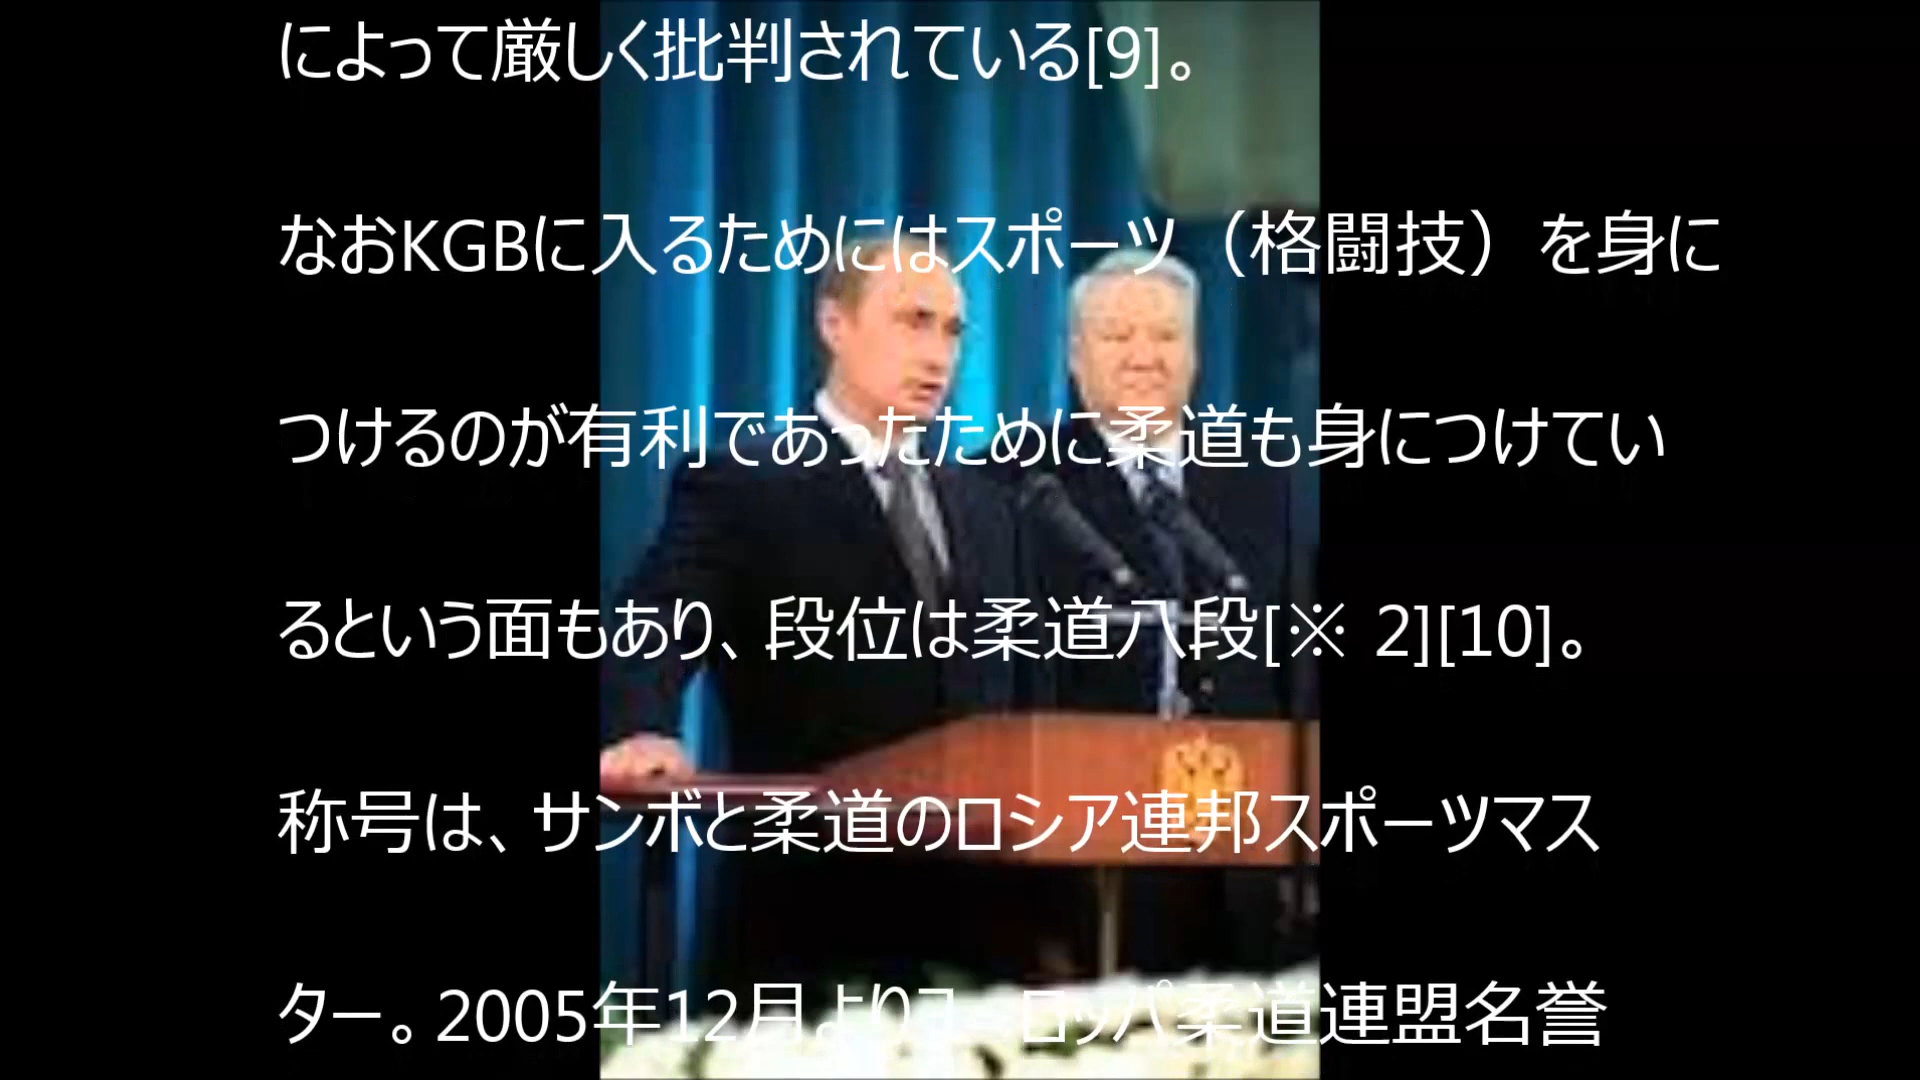 によって厳しく批判されている[9]。
なおKGBに入るためにはスポーツ（格闘技）を身に
つけるのが有利であったために柔道も身につけてい
るという面もあり、段位は柔道八段[※ 2][10]。
称号は、サンボと柔道のロシア連邦スポーツマス
ター。2005年12月よりヨーロッパ柔道連盟名誉